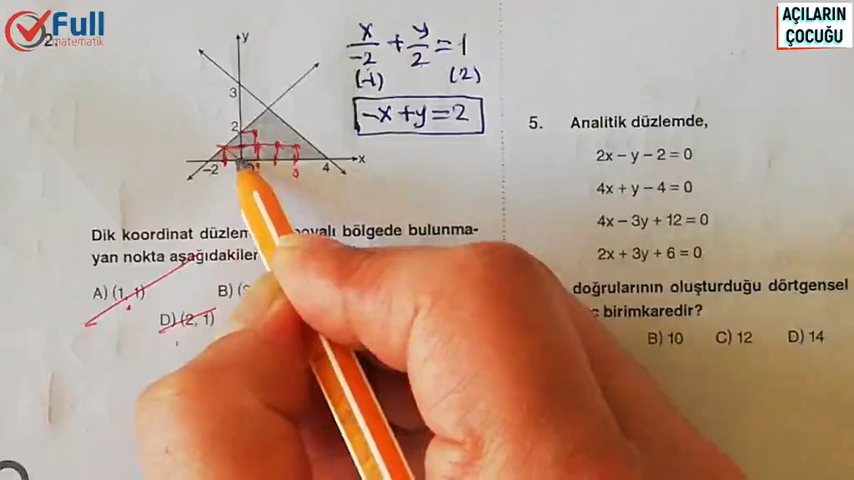 Full
matematik
AÇILARIN
ÇOCUĞU
2.
y
3
2
-2
4
x
x/-2 + y/2 = 1
(-1) (2)
-x + y = 2
Dik koordinat düzlem boyalı bölgede bulunma-
yan nokta aşağıdakiler
A) (1, 1) B)
D) (2, 1)
5. Analitik düzlemde,
2x – y – 2 = 0
4x + y – 4 = 0
4x – 3y + 12 = 0
2x + 3y + 6 = 0
doğrularının oluşturduğu dörtgensel
birimkaredir?
B) 10 C) 12 D) 14